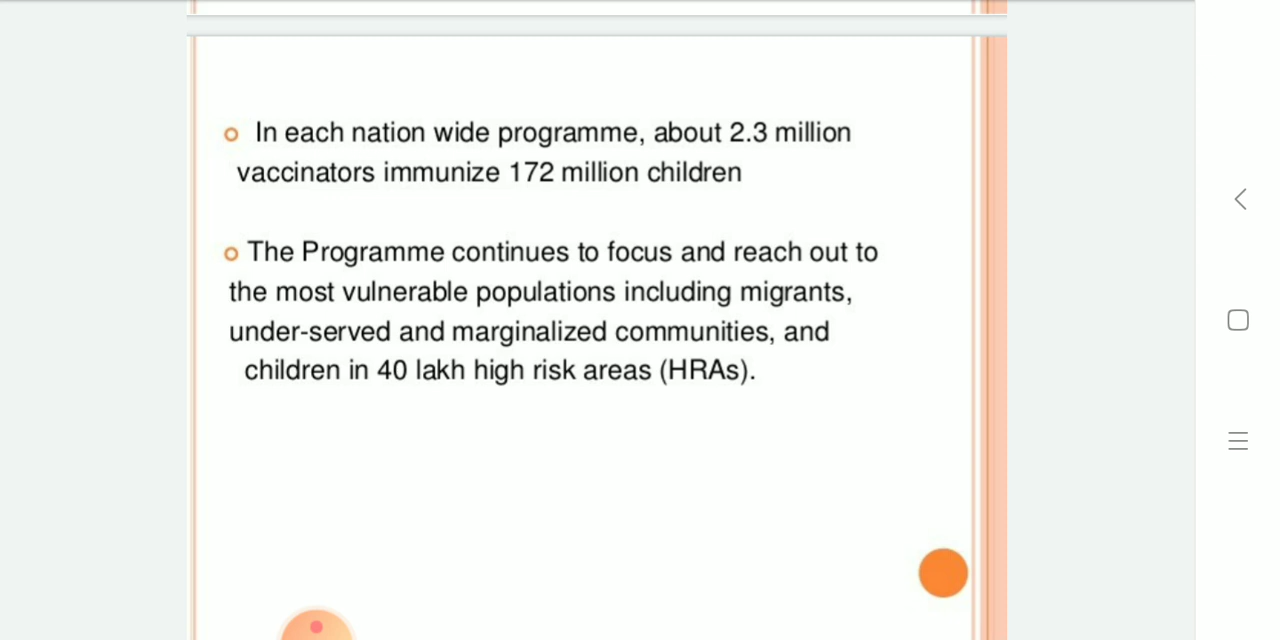 In each nation wide programme, about 2.3 million
vaccinators immunize 172 million children
The Programme continues to focus and reach out to
the most vulnerable populations including migrants,
under-served and marginalized communities, and
children in 40 lakh high risk areas (HRAs).